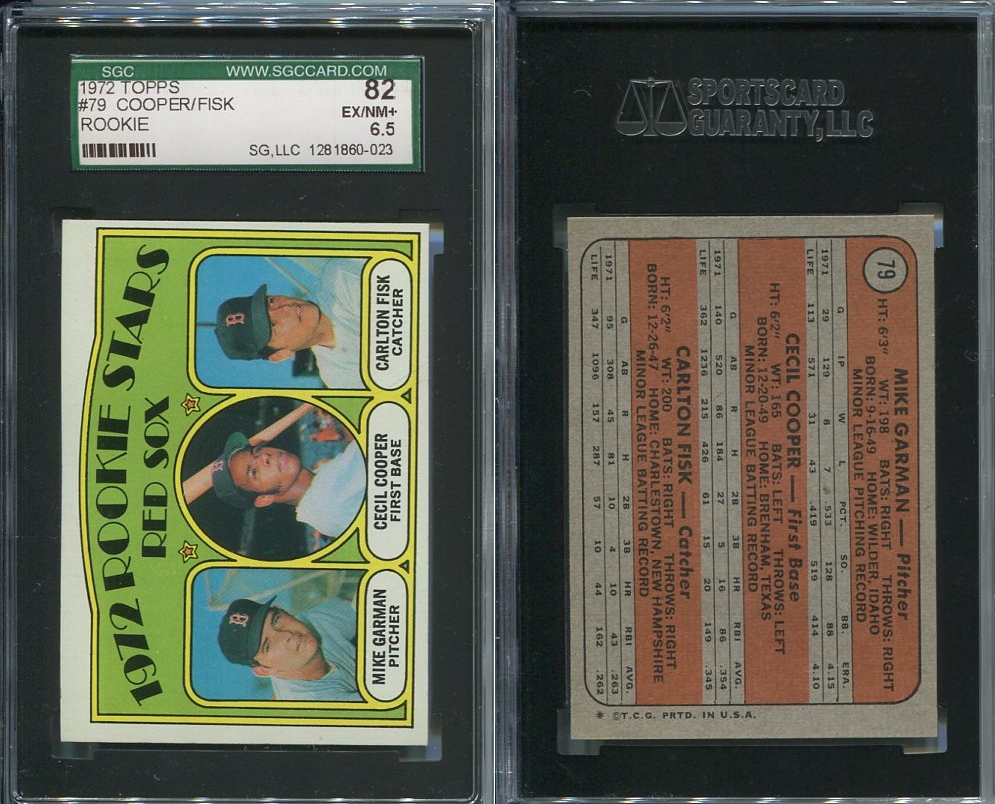 SGC WWW.SGCCARD.COM
1972 TOPPS 82
#79 COOPER/FISK EX/NM+
ROOKIE 6.5
SG,LLC 1281860-023
1972 ROOKIE STARS
RED SOX
CARLTON FISK
CATCHER
CECIL COOPER
FIRST BASE
MIKE GARMAN
PITCHER
B
B
B
SPORTSCARD
GUARANTY, LLC
79
MIKE GARMAN — Pitcher
HT: 6'3" WT: 198 BATS: RIGHT THROWS: RIGHT
BORN: 9-16-49 HOME: WILDER, IDAHO
MINOR LEAGUE PITCHING RECORD
G IP W L PCT. SO. BB. ERA.
1971 29 129 8 7 .533 128 88 4.15
LIFE 113 571 31 43 .419 519 414 4.10
CECIL COOPER — First Base
HT: 6'2" WT: 165 BATS: LEFT THROWS: LEFT
BORN: 12-20-49 HOME: BRENHAM, TEXAS
MINOR LEAGUE BATTING RECORD
G AB R H 2B 3B HR RBI AVG.
1971 140 520 86 184 27 5 16 86 .354
LIFE 362 1236 215 426 61 15 20 149 .345
CARLTON FISK — Catcher
HT: 6'2" WT: 200 BATS: RIGHT THROWS: RIGHT
BORN: 12-26-47 HOME: CHARLESTOWN, NEW HAMPSHIRE
MINOR LEAGUE BATTING RECORD
G AB R H 2B 3B HR RBI AVG.
1971 95 308 45 81 10 4 10 43 .263
LIFE 347 1096 157 287 57 10 44 162 .262
* ©T.C.G. PRTD. IN U.S.A.